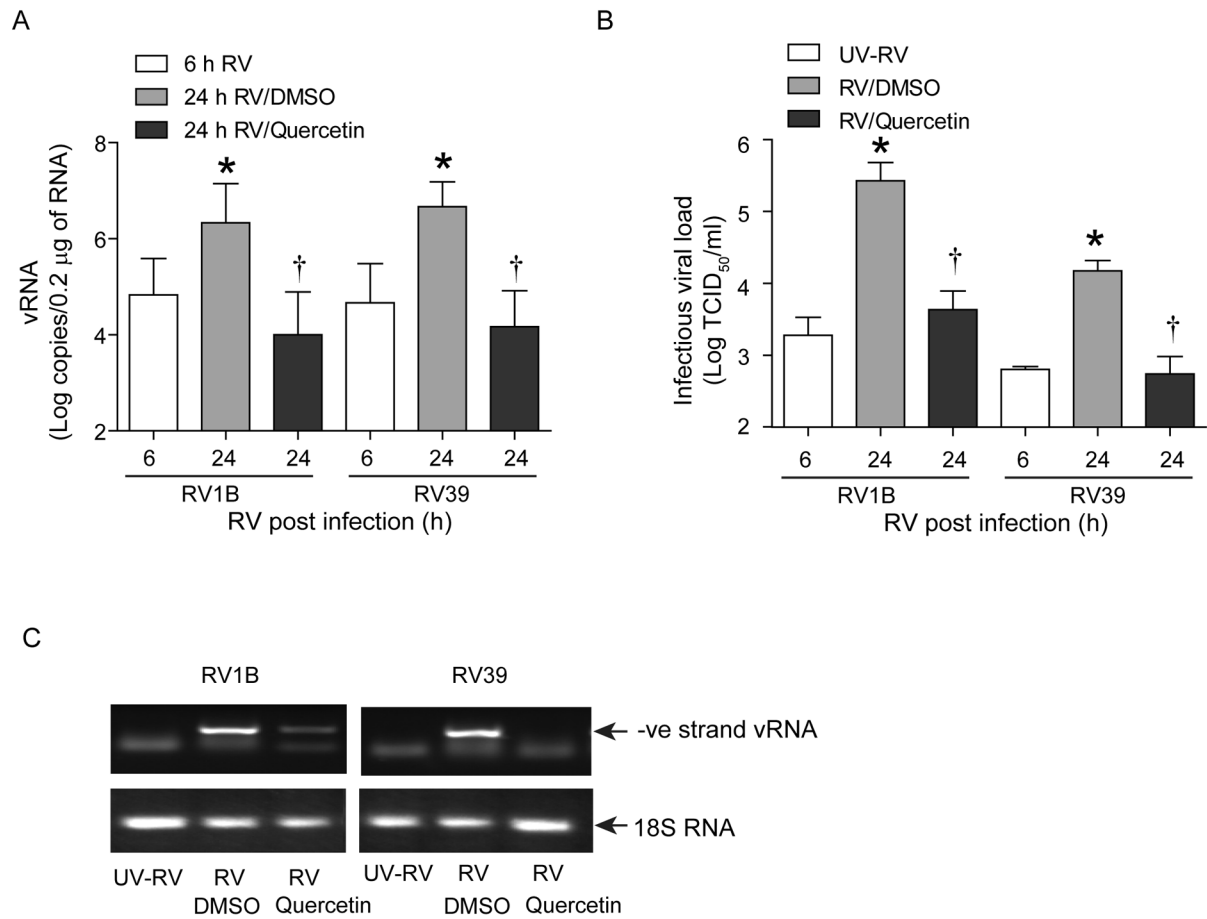 A
6 h RV
24 h RV/DMSO
24 h RV/Quercetin
vRNA
(Log copies/0.2 µg of RNA)
8
6
4
2
* † * †
6 24 24 6 24 24
RV1B RV39
RV post infection (h)
B
UV-RV
RV/DMSO
RV/Quercetin
Infectious viral load
(Log TCID50/ml)
6
5
4
3
2
* † * †
6 24 24 6 24 24
RV1B RV39
RV post infection (h)
C
RV1B RV39
-ve strand vRNA
18S RNA
UV-RV RV RV UV-RV RV RV
DMSO Quercetin DMSO Quercetin